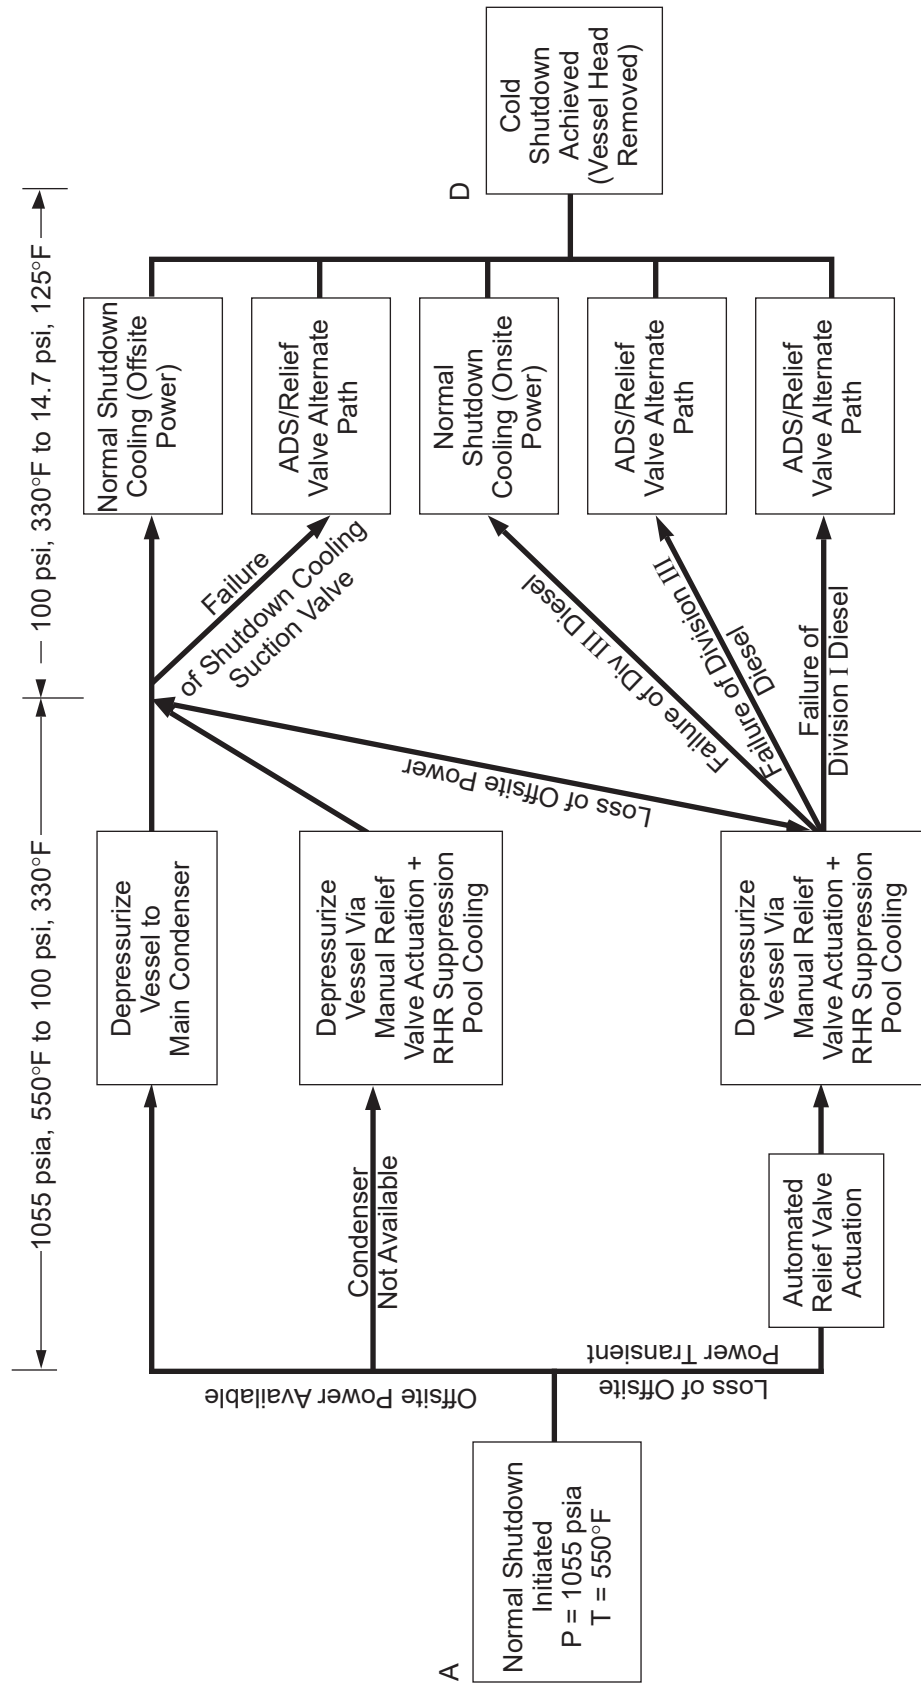 1055 psia, 550°F to 100 psi, 330°F
100 psi, 330°F to 14.7 psi, 125°F
A
Normal Shutdown
Initiated
P = 1055 psia
T = 550°F
Offsite Power Available
Loss of Offsite
Power Transient
Condenser
Not Available
Automated
Relief Valve
Actuation
Depressurize
Vessel to
Main Condenser
Depressurize
Vessel Via
Manual Relief
Valve Actuation +
RHR Suppression
Pool Cooling
Depressurize
Vessel Via
Manual Relief
Valve Actuation +
RHR Suppression
Pool Cooling
Loss of Offsite Power
Failure
of Shutdown Cooling
Suction Valve
Failure of Div III Diesel
Failure of Division III
Diesel
Failure of
Division I Diesel
Normal Shutdown
Cooling (Offsite
Power)
ADS/Relief
Valve Alternate
Path
Normal
Shutdown
Cooling (Onsite
Power)
ADS/Relief
Valve Alternate
Path
ADS/Relief
Valve Alternate
Path
D
Cold
Shutdown
Achieved
(Vessel Head
Removed)